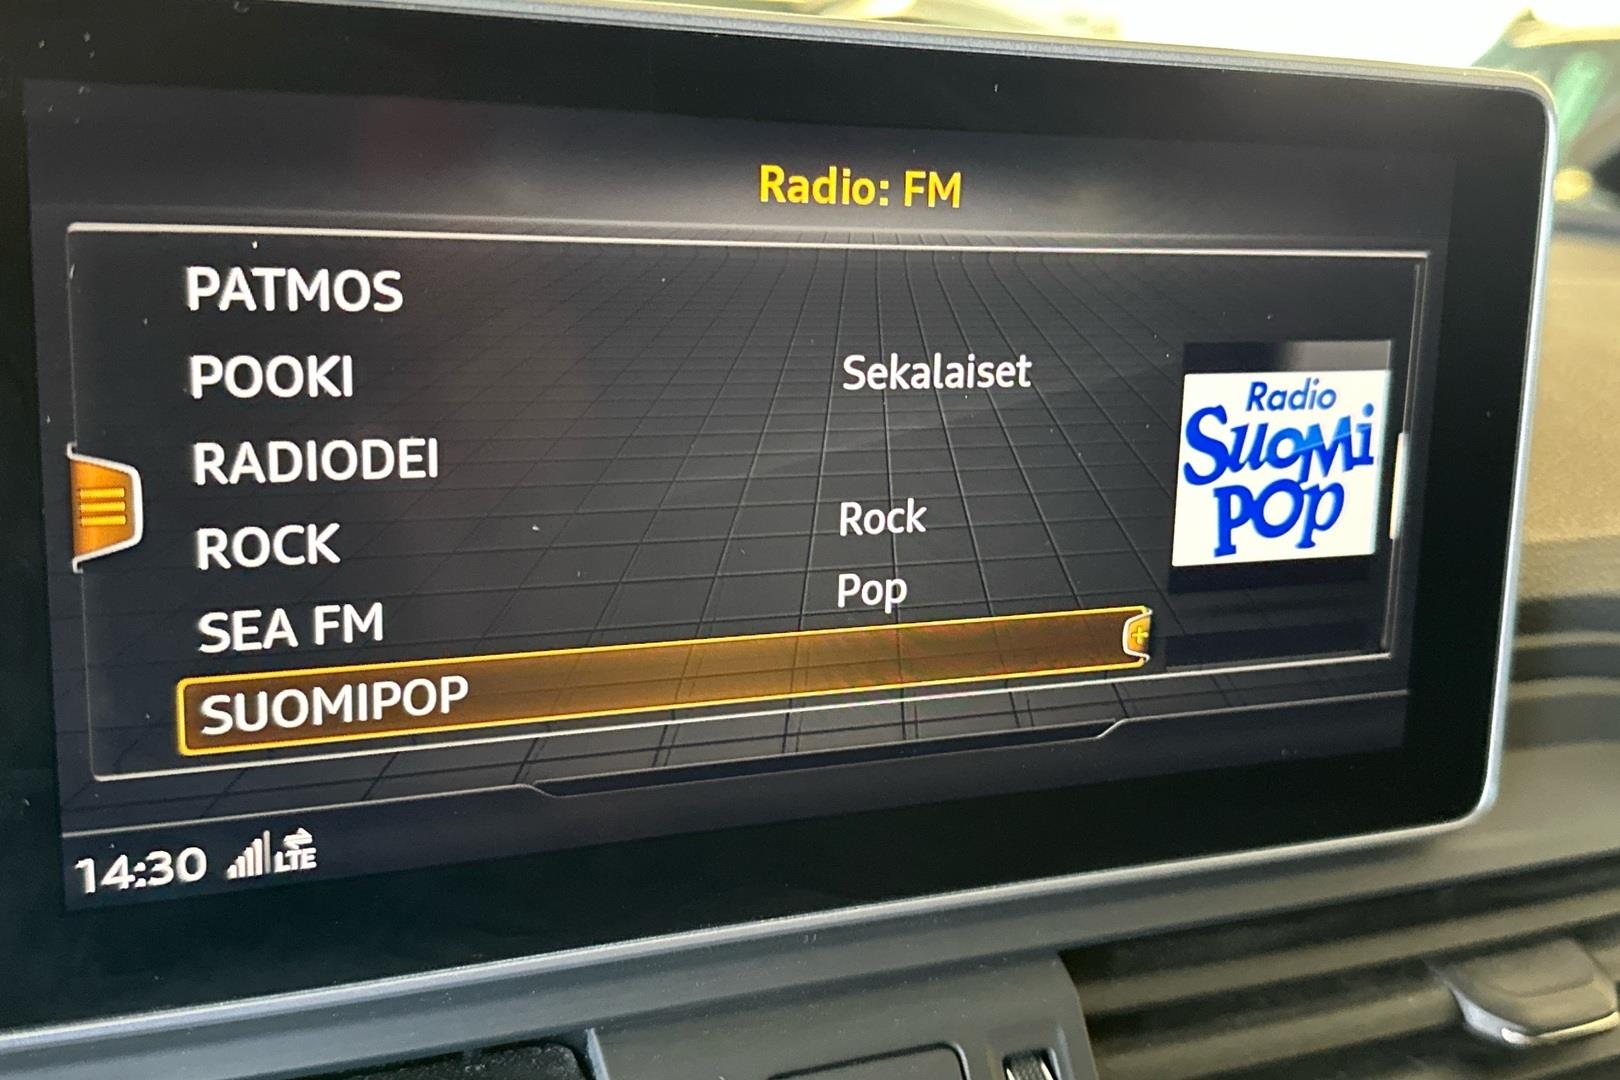 Radio: FM
PATMOS
POOKI Sekalaiset
RADIODEI
ROCK Rock
SEA FM Pop
SUOMIPOP
Radio
SUOMi
POP
14:30 LTE